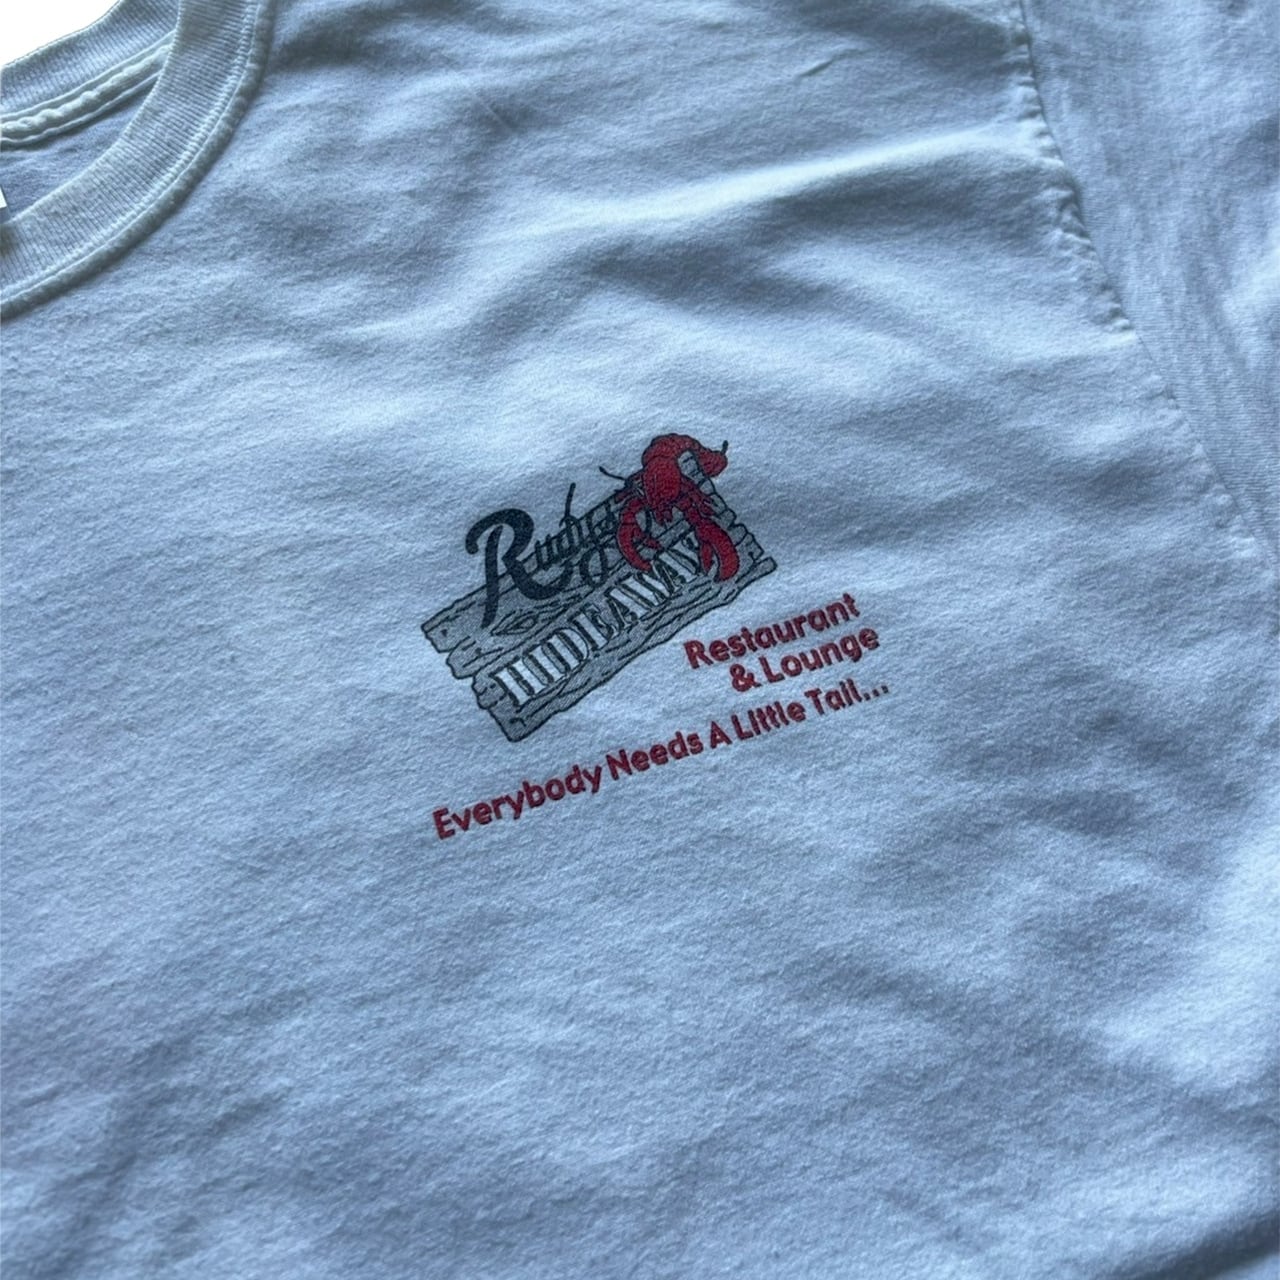 Rudy's
HIDEAWAY
Restaurant
& Lounge
Everybody Needs A Little Tail...